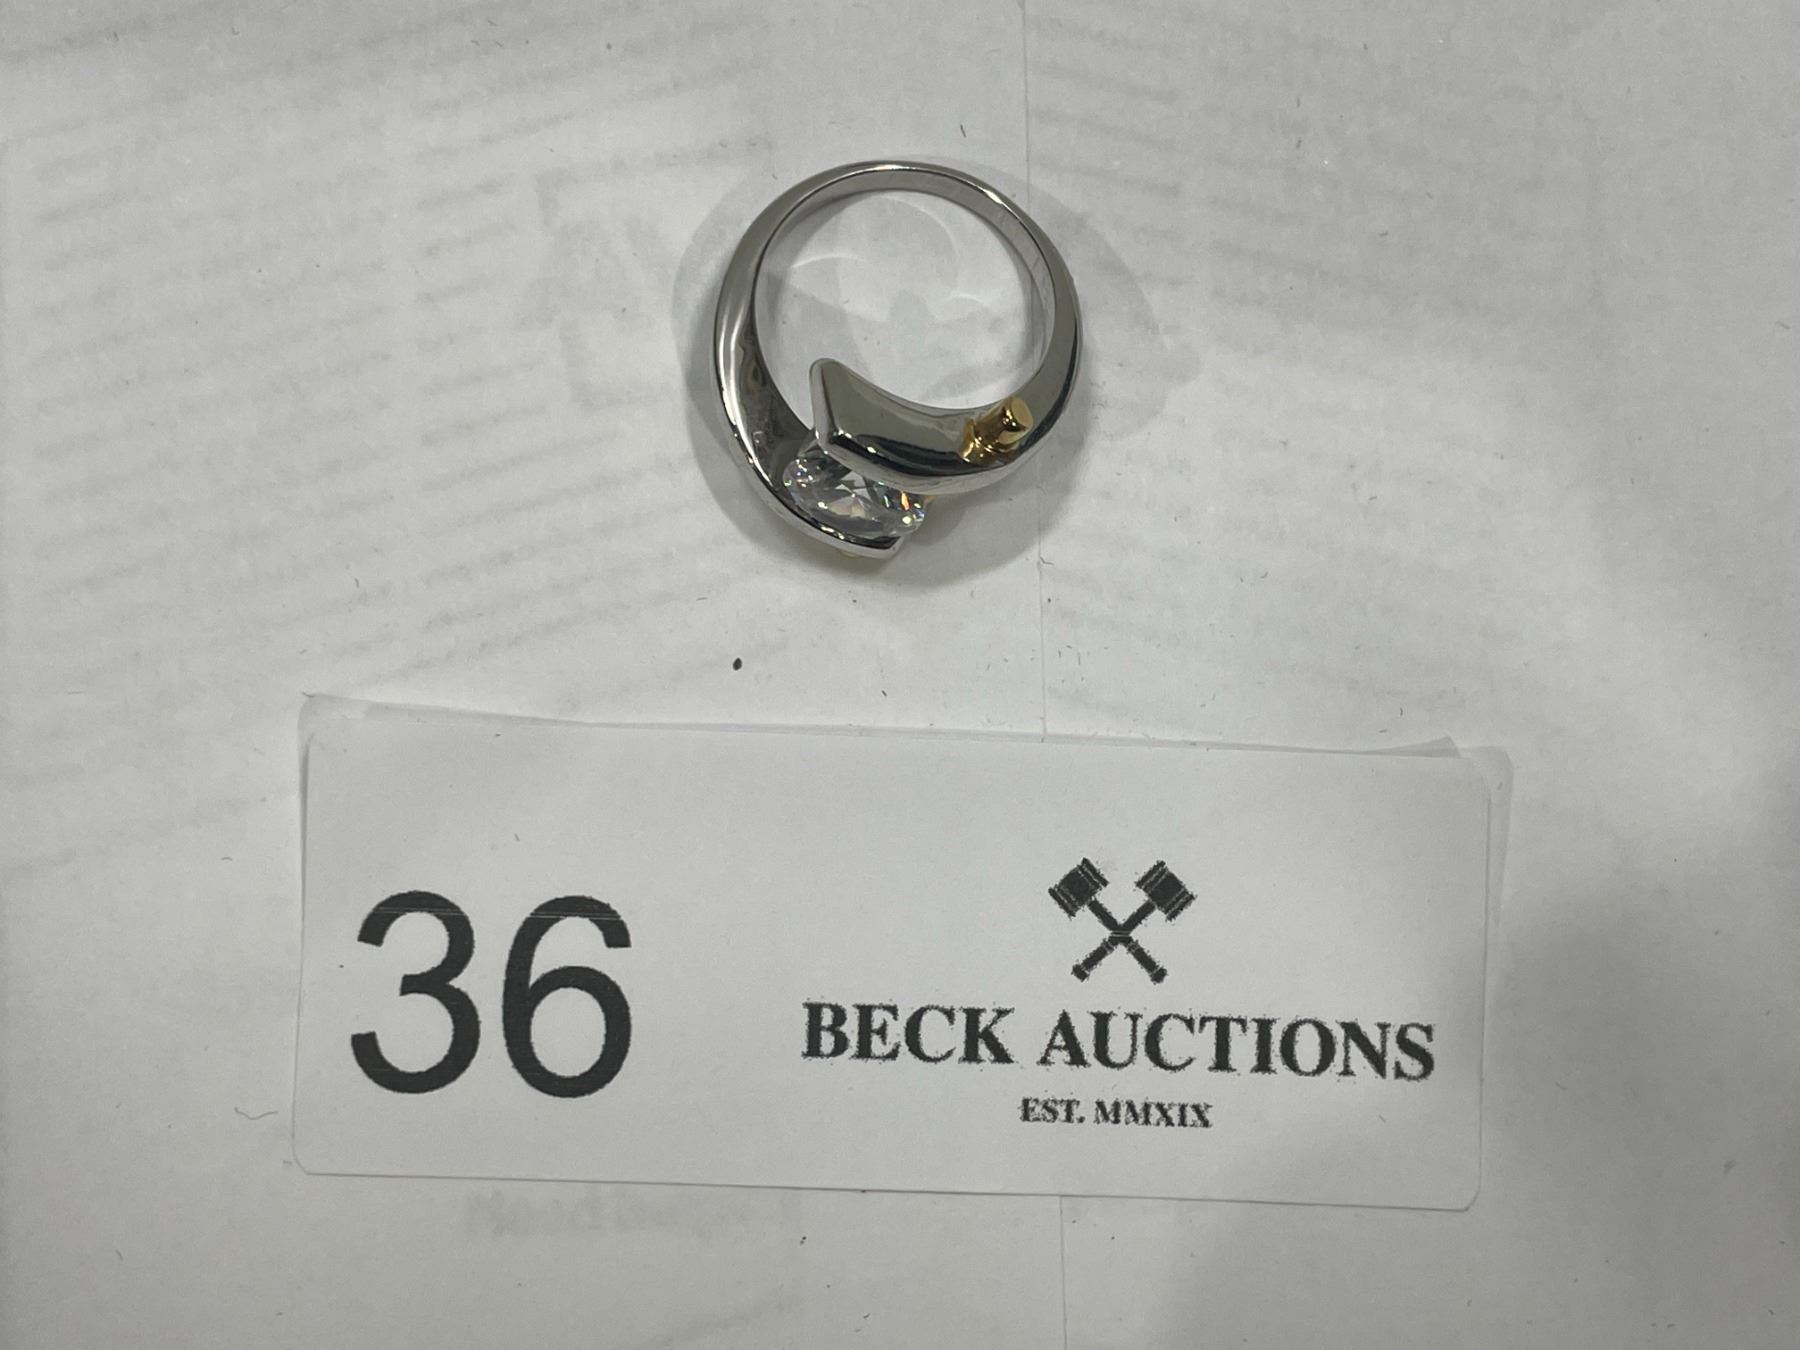 36
BECK AUCTIONS
EST. MMXIX